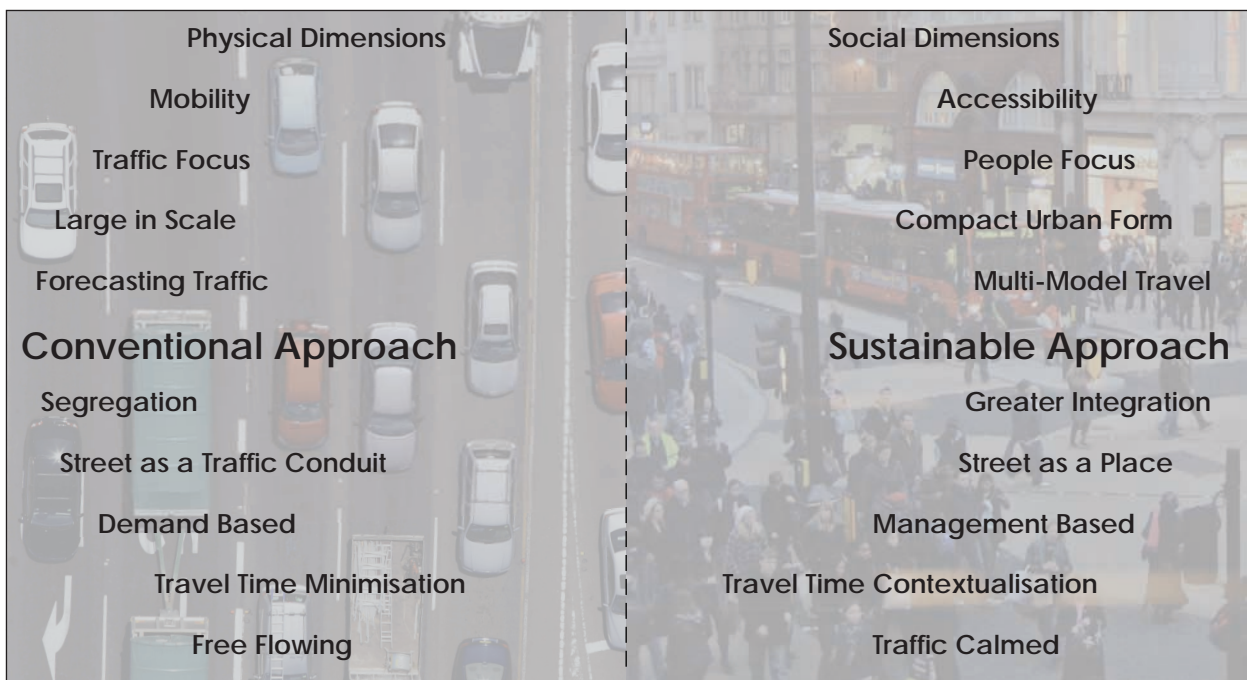 Physical Dimensions
Mobility
Traffic Focus
Large in Scale
Forecasting Traffic
Conventional Approach
Segregation
Street as a Traffic Conduit
Demand Based
Travel Time Minimisation
Free Flowing
Social Dimensions
Accessibility
People Focus
Compact Urban Form
Multi-Model Travel
Sustainable Approach
Greater Integration
Street as a Place
Management Based
Travel Time Contextualisation
Traffic Calmed